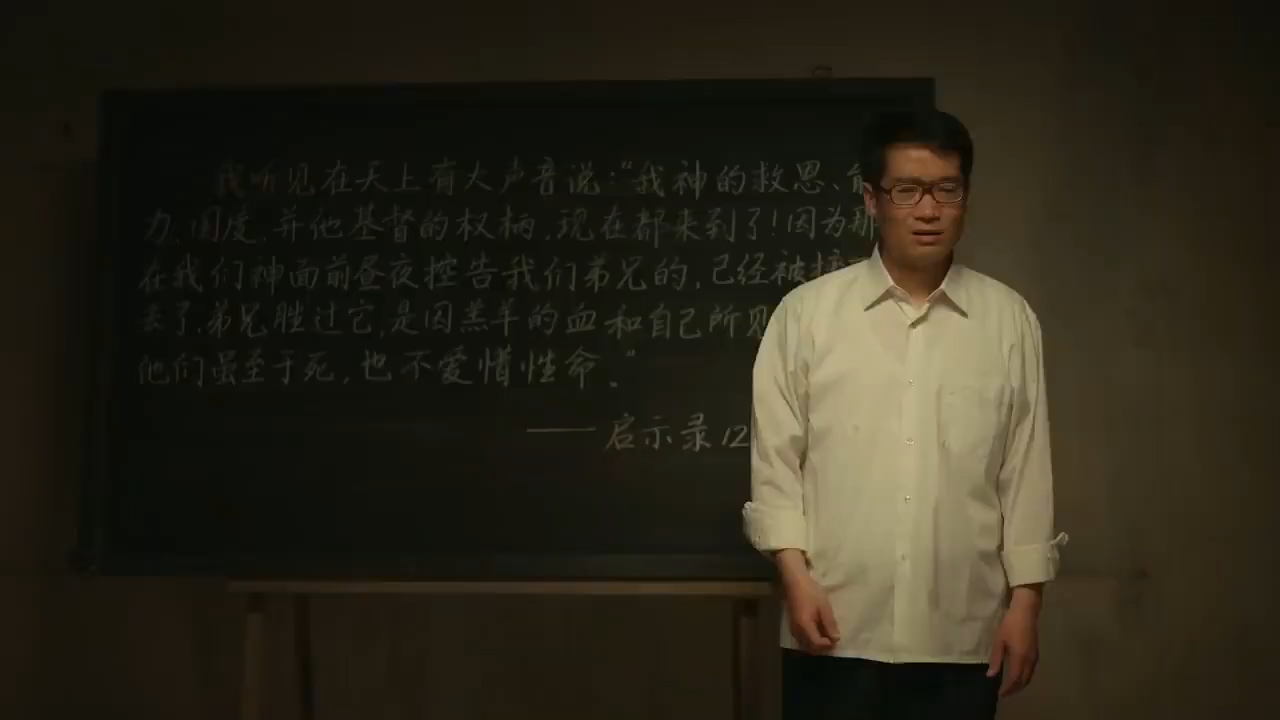 我听见在天上有大声音说：“我神的救恩、能
力、国度、并他基督的权柄，现在都来到了！因为那
在我们神面前昼夜控告我们弟兄的，已经被摔
去了，弟兄胜过它，是因羔羊的血和自己所见
他们虽至于死，也不爱惜性命。”
——启示录12